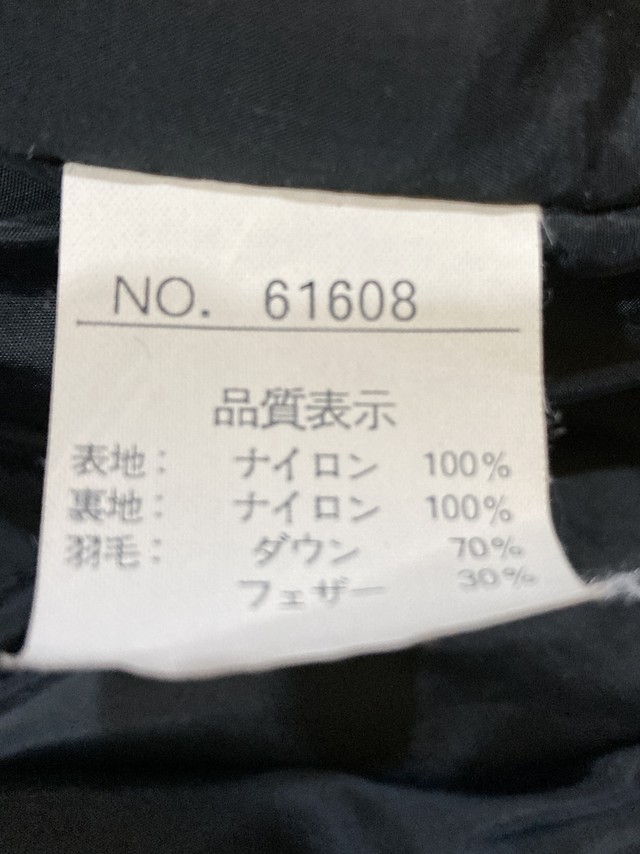 NO. 61608
品質表示
表地: ナイロン 100%
裏地: ナイロン 100%
羽毛: ダウン 70%
フェザー 30%